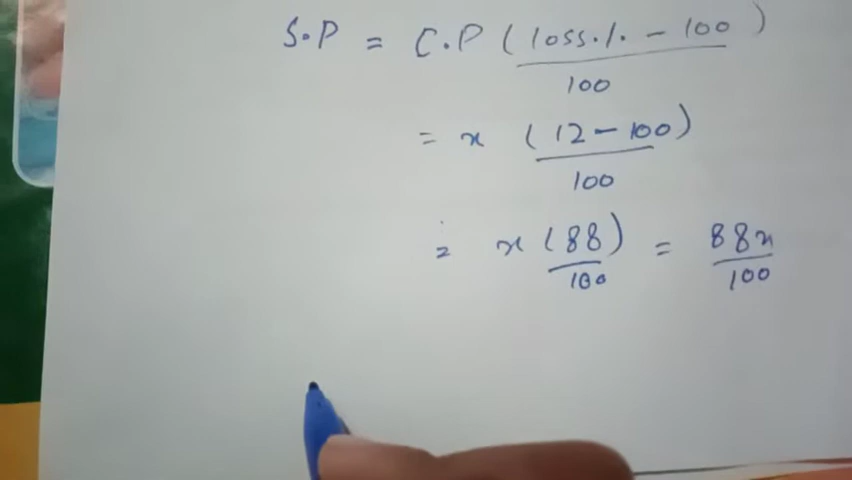 S.P = C.P (loss.% - 100) / 100
= x (12 - 100) / 100
= x (88) / 100 = 88x / 100